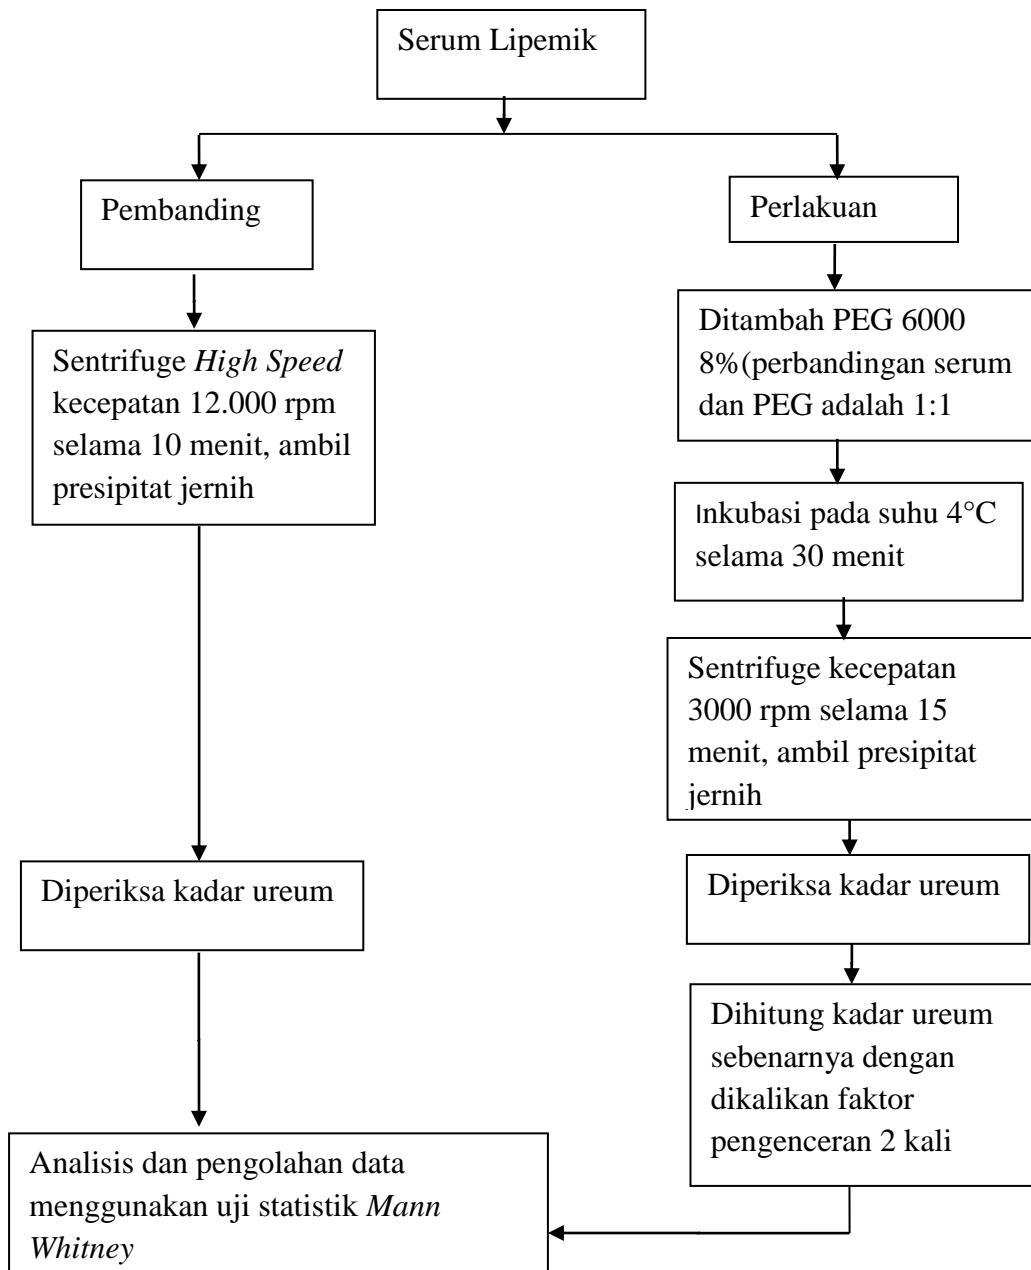 Serum Lipemik
Pembanding
Perlakuan
Sentrifuge High Speed
kecepatan 12.000 rpm
selama 10 menit, ambil
presipitat jernih
Ditambah PEG 6000
8%(perbandingan serum
dan PEG adalah 1:1
Inkubasi pada suhu 4°C
selama 30 menit
Sentrifuge kecepatan
3000 rpm selama 15
menit, ambil presipitat
jernih
Diperiksa kadar ureum
Diperiksa kadar ureum
Dihitung kadar ureum
sebenarnya dengan
dikalikan faktor
pengenceran 2 kali
Analisis dan pengolahan data
menggunakan uji statistik Mann
Whitney